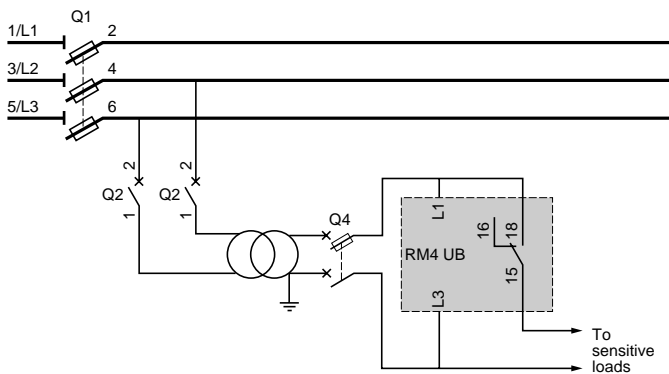 Q1
1/L1 2
3/L2 4
5/L3 6
2 2
Q2 Q2
1 1
Q4
L1
16 18
RM4 UB
15
L3
To
sensitive
loads